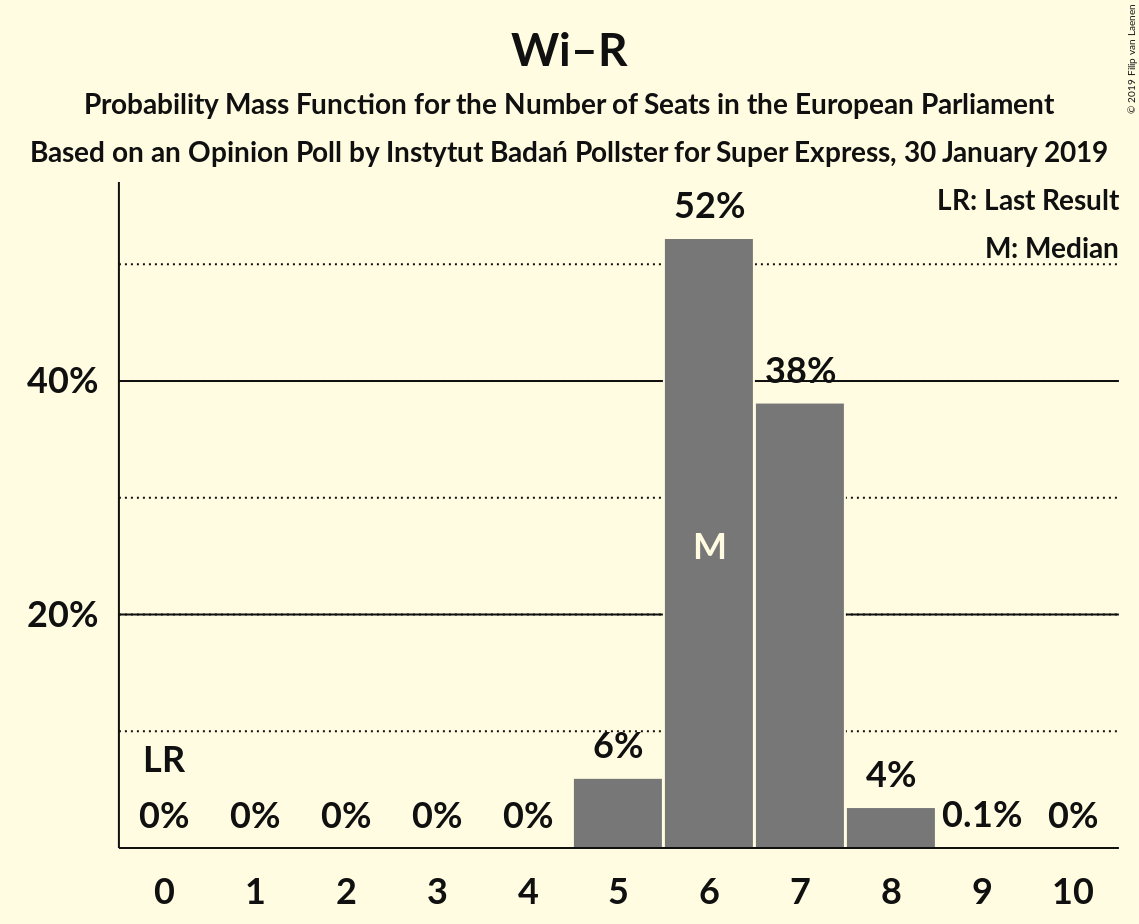 © 2019 Filip van Laenen
Wi–R
Probability Mass Function for the Number of Seats in the European Parliament
Based on an Opinion Poll by Instytut Badań Pollster for Super Express, 30 January 2019
LR: Last Result
M: Median
52%
38%
40%
M
20%
LR
6%
4%
0% 0% 0% 0% 0% 0.1% 0%
0 1 2 3 4 5 6 7 8 9 10